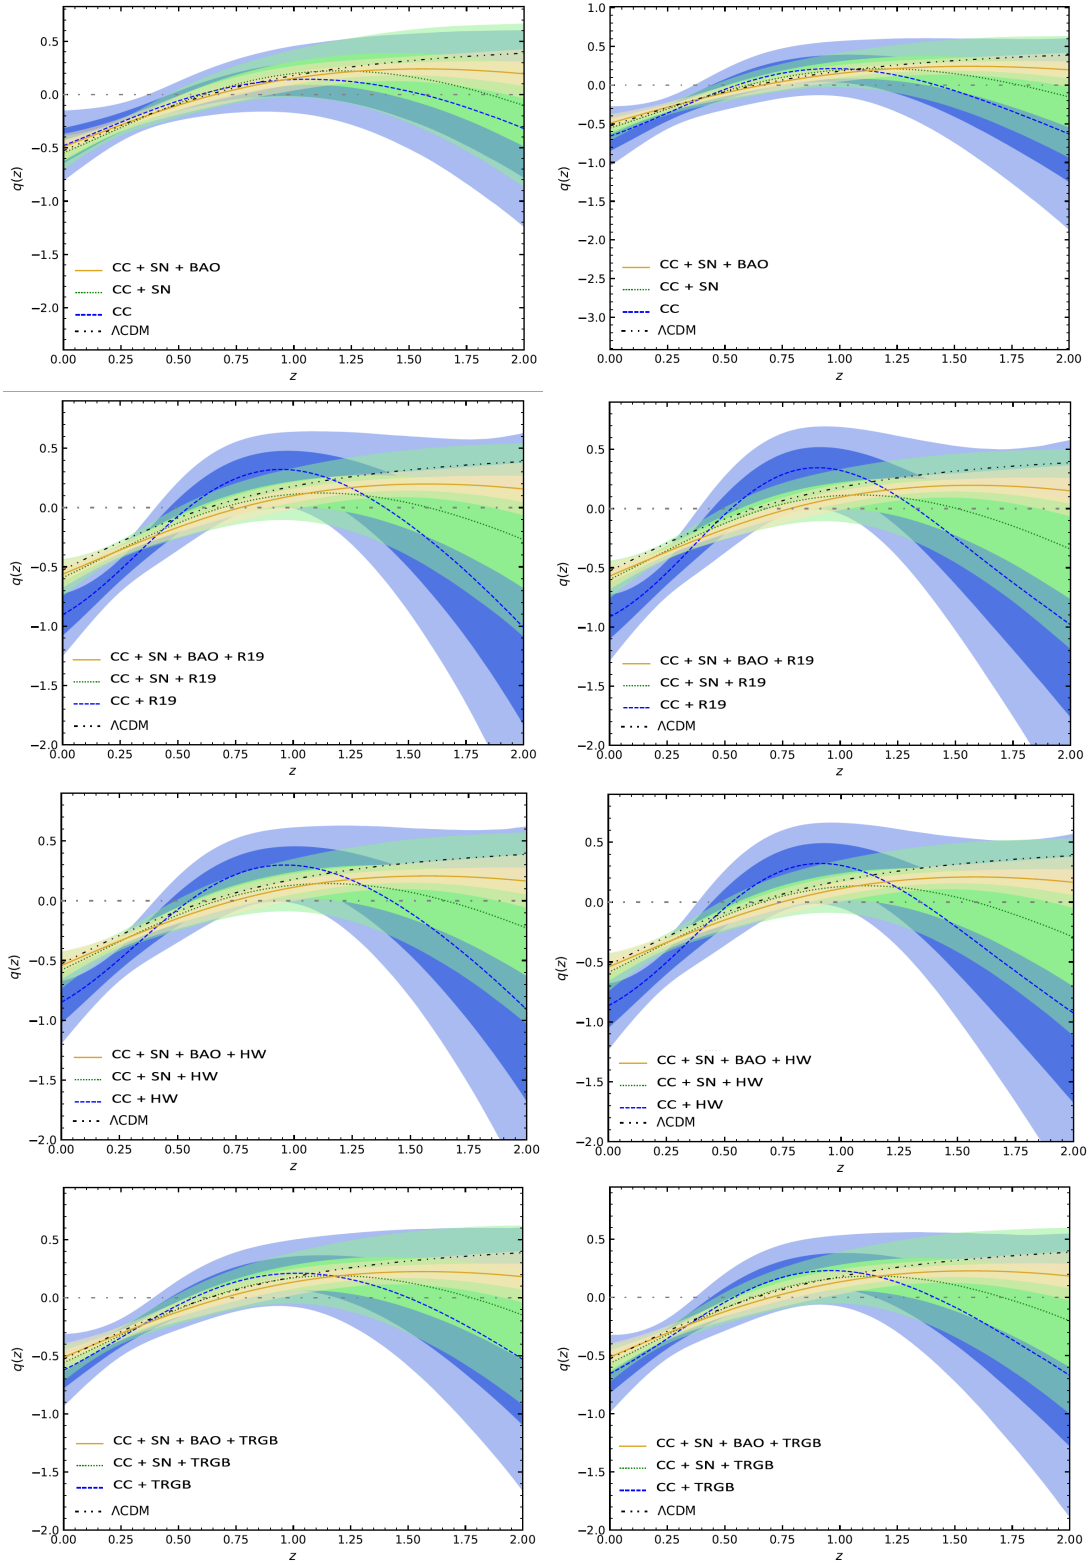 0.5
0.0
−0.5
−1.0
−1.5
−2.0
q(z)
CC + SN + BAO
CC + SN
CC
ΛCDM
0.00 0.25 0.50 0.75 1.00 1.25 1.50 1.75 2.00
z
1.0
0.5
0.0
−0.5
−1.0
−1.5
−2.0
−2.5
−3.0
q(z)
CC + SN + BAO
CC + SN
CC
ΛCDM
0.00 0.25 0.50 0.75 1.00 1.25 1.50 1.75 2.00
z
0.5
0.0
−0.5
−1.0
−1.5
−2.0
q(z)
CC + SN + BAO + R19
CC + SN + R19
CC + R19
ΛCDM
0.00 0.25 0.50 0.75 1.00 1.25 1.50 1.75 2.00
z
0.5
0.0
−0.5
−1.0
−1.5
−2.0
q(z)
CC + SN + BAO + R19
CC + SN + R19
CC + R19
ΛCDM
0.00 0.25 0.50 0.75 1.00 1.25 1.50 1.75 2.00
z
0.5
0.0
−0.5
−1.0
−1.5
−2.0
q(z)
CC + SN + BAO + HW
CC + SN + HW
CC + HW
ΛCDM
0.00 0.25 0.50 0.75 1.00 1.25 1.50 1.75 2.00
z
0.5
0.0
−0.5
−1.0
−1.5
−2.0
q(z)
CC + SN + BAO + HW
CC + SN + HW
CC + HW
ΛCDM
0.00 0.25 0.50 0.75 1.00 1.25 1.50 1.75 2.00
z
0.5
0.0
−0.5
−1.0
−1.5
−2.0
q(z)
CC + SN + BAO + TRGB
CC + SN + TRGB
CC + TRGB
ΛCDM
0.00 0.25 0.50 0.75 1.00 1.25 1.50 1.75 2.00
z
0.5
0.0
−0.5
−1.0
−1.5
−2.0
q(z)
CC + SN + BAO + TRGB
CC + SN + TRGB
CC + TRGB
ΛCDM
0.00 0.25 0.50 0.75 1.00 1.25 1.50 1.75 2.00
z